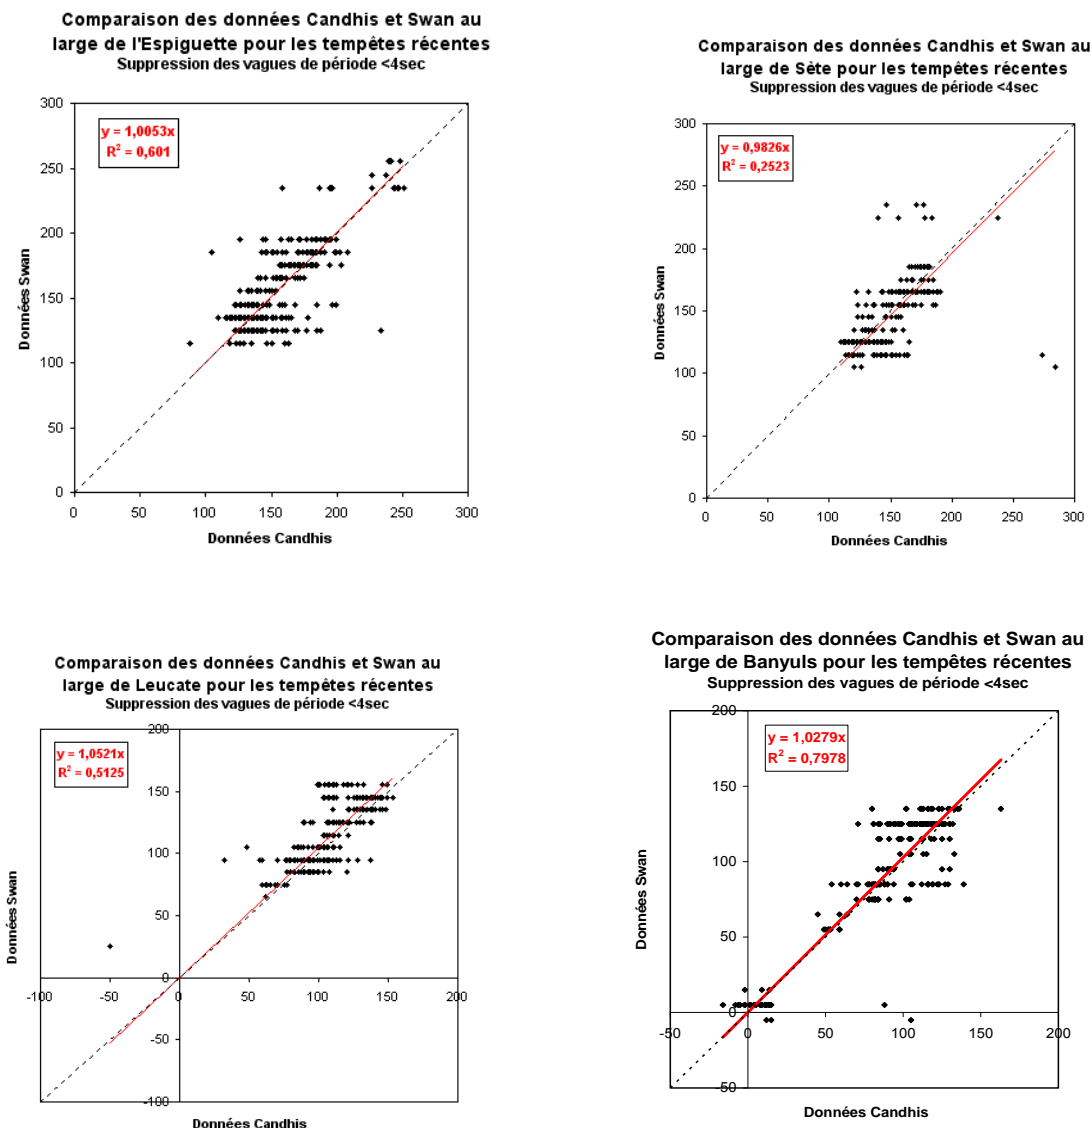 Comparaison des données Candhis et Swan au
large de l'Espiguette pour les tempêtes récentes
Suppression des vagues de période <4sec
300
250
200
150
100
50
0
y = 1,0053x
R² = 0,601
Données Swan
0 50 100 150 200 250 300
Données Candhis
Comparaison des données Candhis et Swan au
large de Sète pour les tempêtes récentes
Suppression des vagues de période <4sec
300
250
200
150
100
50
0
y = 0,9826x
R² = 0,2523
Données Swan
0 50 100 150 200 250 300
Données Candhis
Comparaison des données Candhis et Swan au
large de Leucate pour les tempêtes récentes
Suppression des vagues de période <4sec
200
150
100
50
0
-50
-100
y = 1,0521x
R² = 0,5125
Données Swan
-100 -50 0 50 100 150 200
Données Candhis
Comparaison des données Candhis et Swan au
large de Banyuls pour les tempêtes récentes
Suppression des vagues de période <4sec
200
150
100
50
0
-50
y = 1,0279x
R² = 0,7978
Données Swan
-50 0 50 100 150 200
Données Candhis